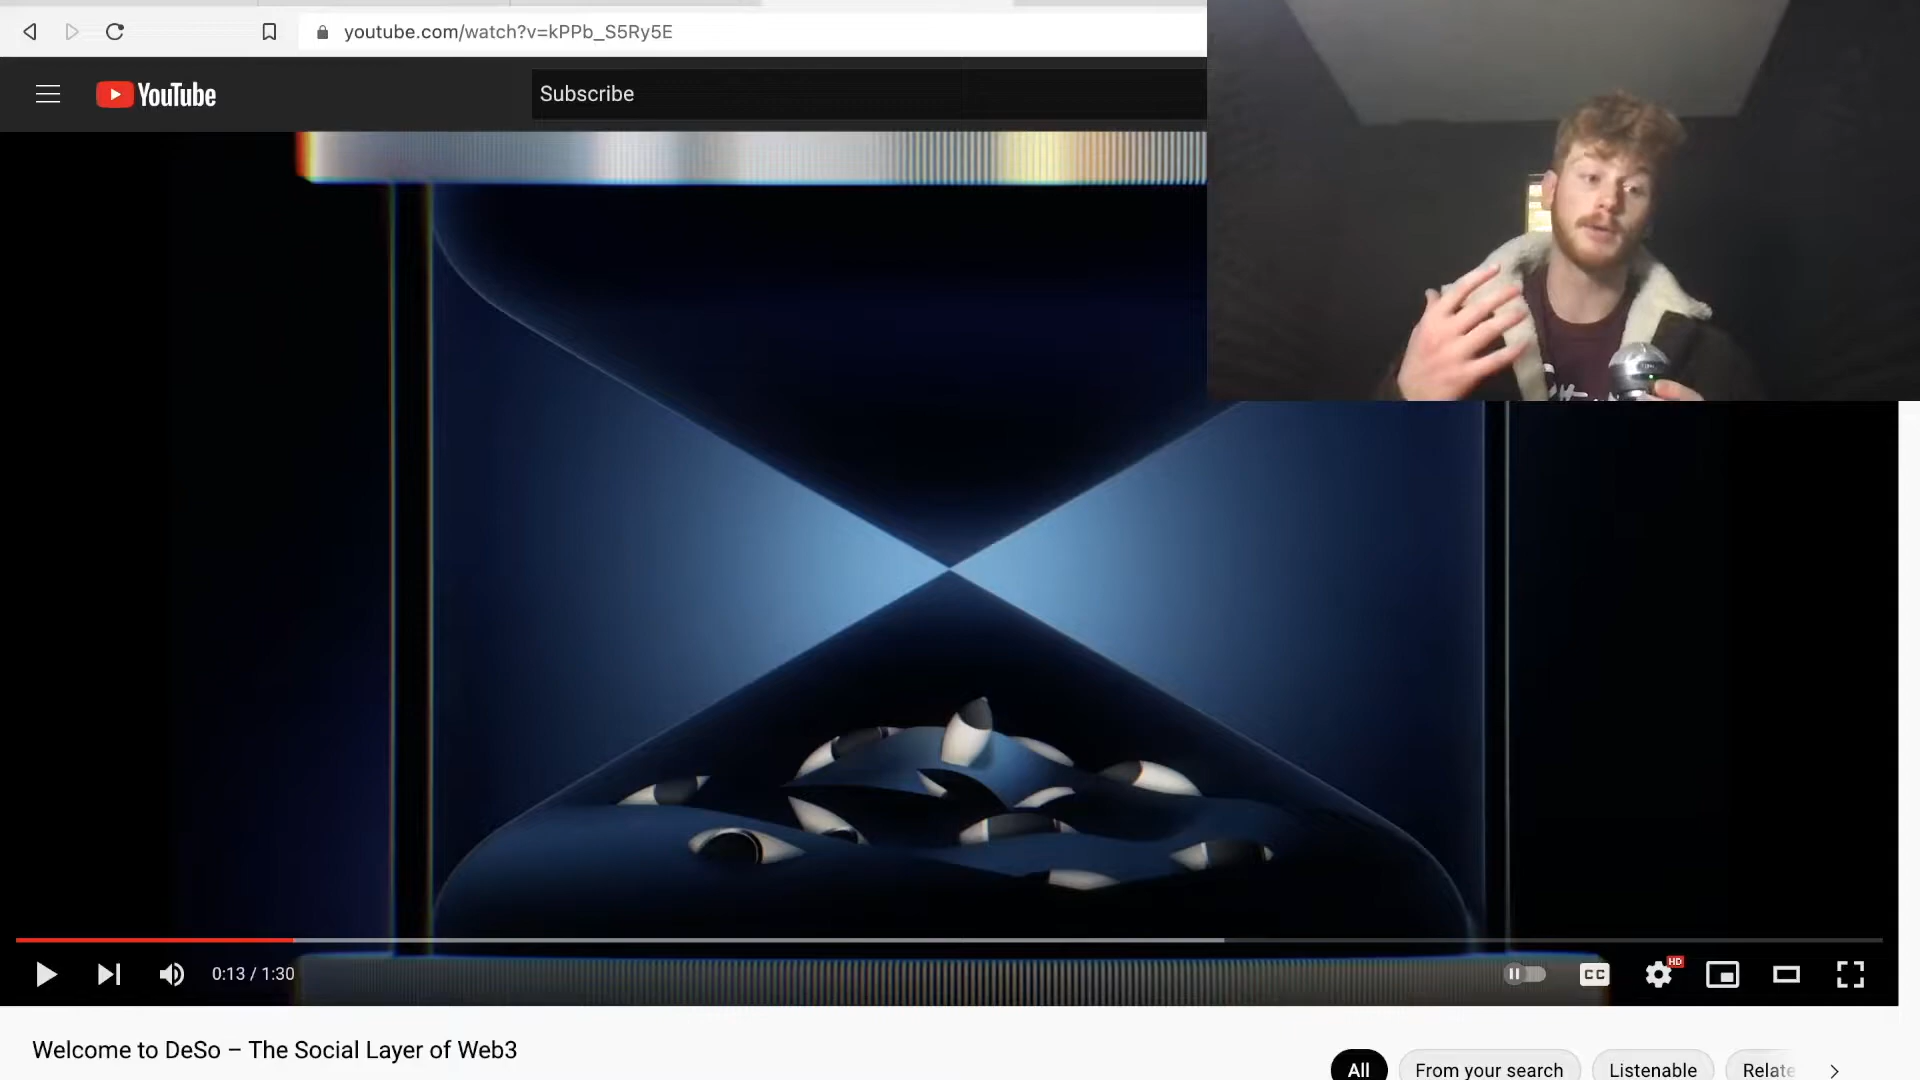 youtube.com/watch?v=kPPb_S5Ry5E
YouTube
Subscribe
0:13 / 1:30
CC
HD
Welcome to DeSo – The Social Layer of Web3
All
From your search
Listenable
Relate